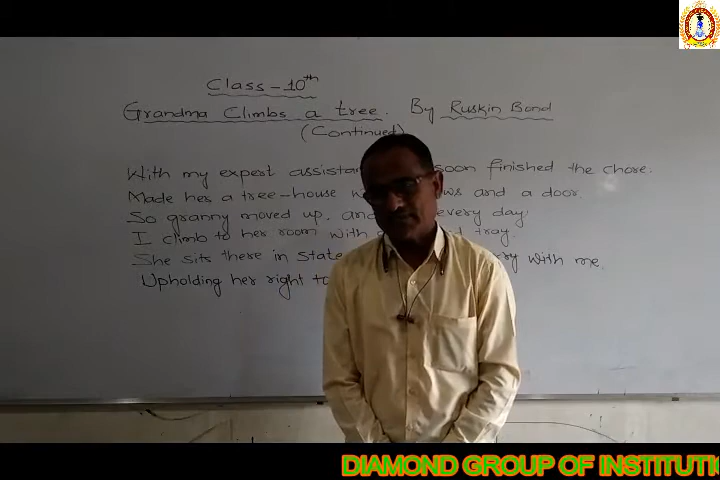 Class - 10th
Grandma Climbs a tree. By Ruskin Bond
(Continued)
With my expert assistan soon finished the chore.
Made her a tree-house w ws and a door.
So granny moved up, and every day
I climb to her room with tray.
She sits there in state ry with me,
Upholding her right to
DIAMOND GROUP OF INSTITUTI